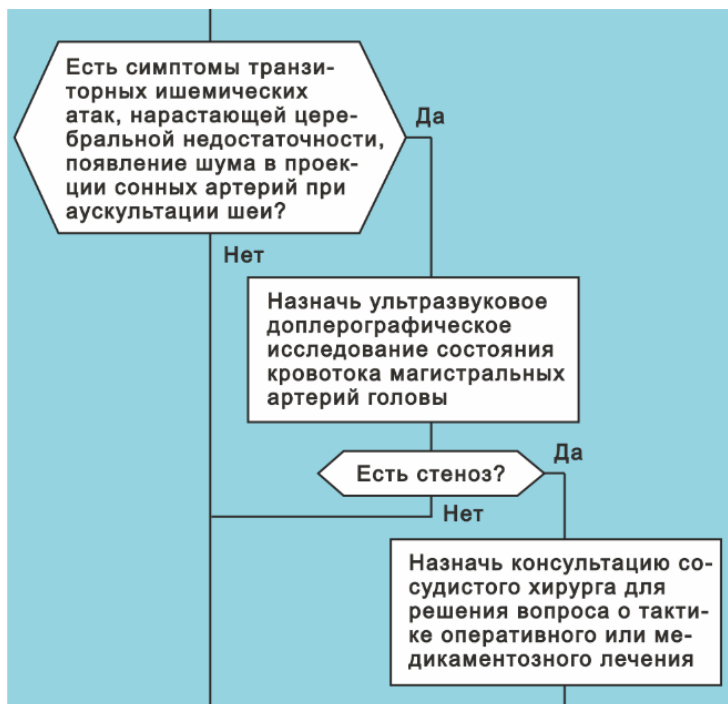 Есть симптомы транзи-
торных ишемических
атак, нарастающей цере-
бральной недостаточности,
появление шума в проек-
ции сонных артерий при
аускультации шеи?
Да
Нет
Назначь ультразвуковое
доплерографическое
исследование состояния
кровотока магистральных
артерий головы
Есть стеноз?
Да
Нет
Назначь консультацию со-
судистого хирурга для
решения вопроса о такти-
ке оперативного или ме-
дикаментозного лечения